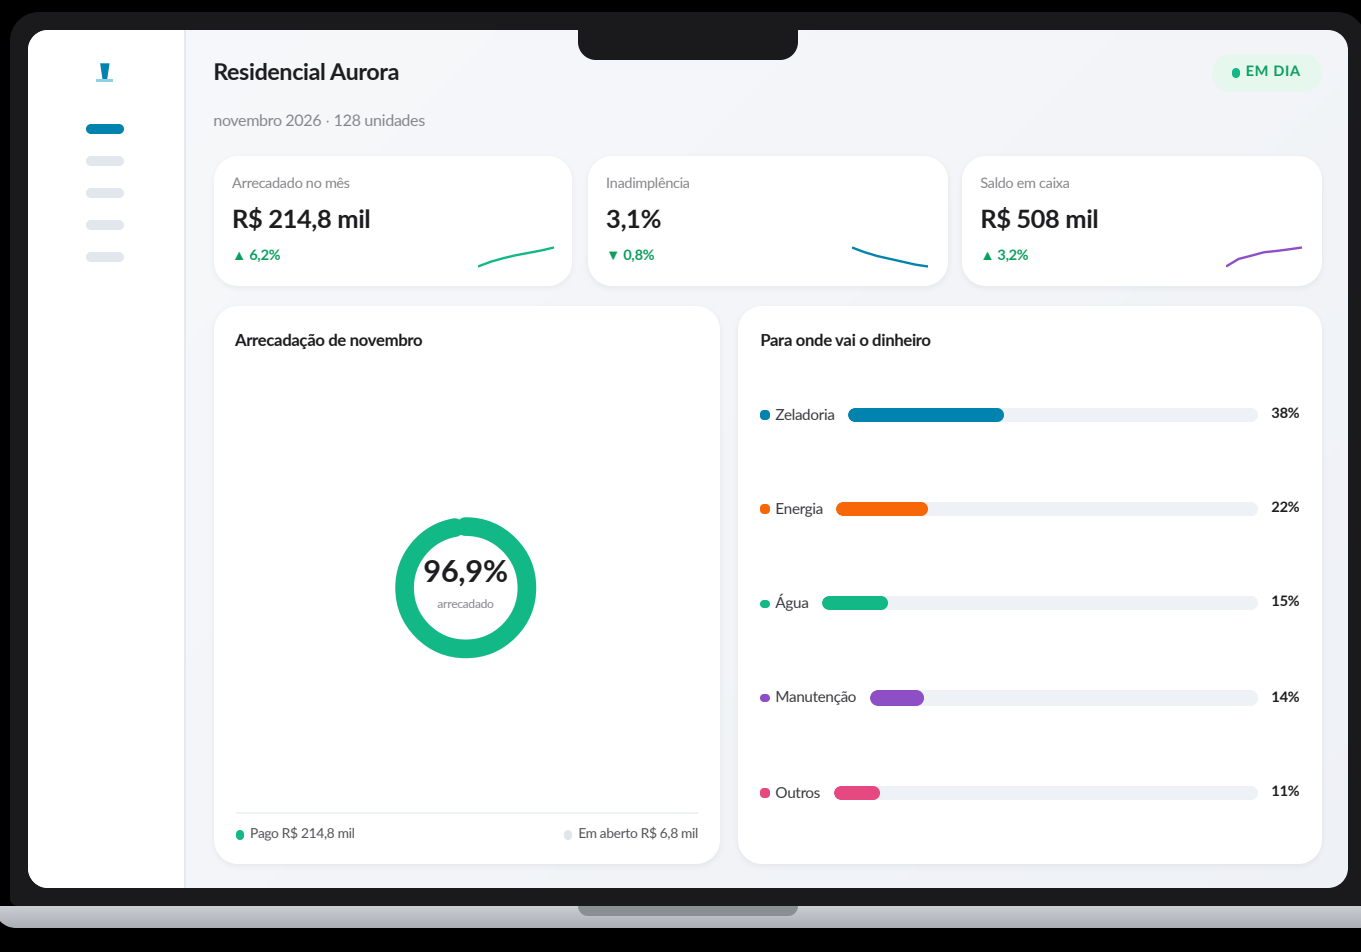 Residencial Aurora
EM DIA
novembro 2026 · 128 unidades
Arrecadado no mês
R$ 214,8 mil
▲ 6,2%
Inadimplência
3,1%
▼ 0,8%
Saldo em caixa
R$ 508 mil
▲ 3,2%
Arrecadação de novembro
96,9%
arrecadado
Pago R$ 214,8 mil
Em aberto R$ 6,8 mil
Para onde vai o dinheiro
Zeladoria 38%
Energia 22%
Água 15%
Manutenção 14%
Outros 11%